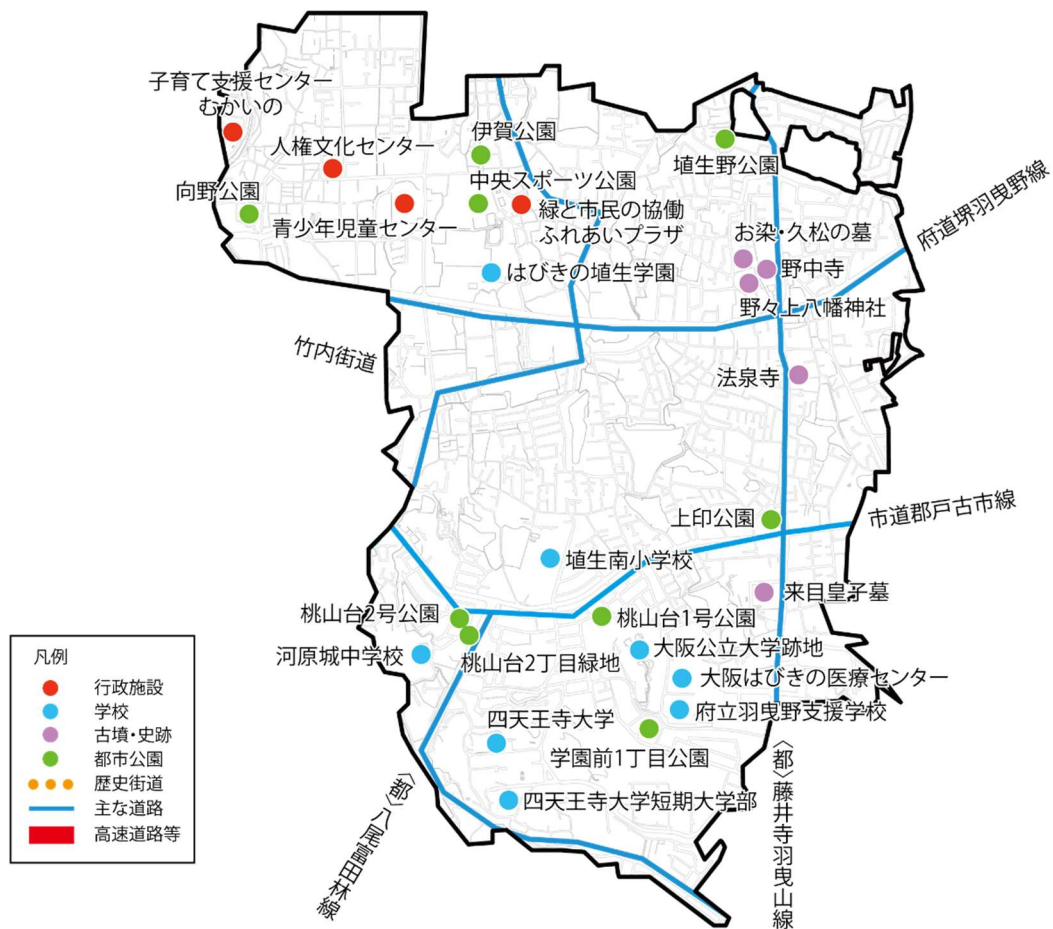 子育て支援センター
むかいの
人権文化センター
向野公園
青少年児童センター
伊賀公園
中央スポーツ公園
緑と市民の協働
ふれあいプラザ
はびきの埴生学園
埴生野公園
府道堺羽曳野線
お染・久松の墓
野中寺
野々上八幡神社
竹内街道
法泉寺
上印公園
市道郡戸古市線
埴生南小学校
来目皇子墓
桃山台2号公園
桃山台1号公園
河原城中学校
桃山台2丁目緑地
大阪公立大学跡地
大阪はびきの医療センター
府立羽曳野支援学校
四天王寺大学
学園前1丁目公園
四天王寺大学短期大学部
〈都〉八尾富田林線
〈都〉藤井寺羽曳山線
凡例
行政施設
学校
古墳・史跡
都市公園
歴史街道
主な道路
高速道路等